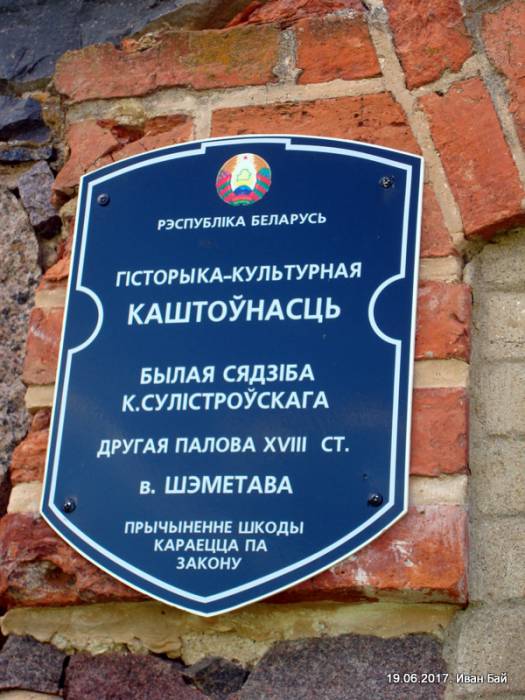 РЭСПУБЛІКА БЕЛАРУСЬ
ГІСТОРЫКА-КУЛЬТУРНАЯ
КАШТОЎНАСЦЬ
БЫЛАЯ СЯДЗІБА
К.СУЛІСТРОЎСКАГА
ДРУГАЯ ПАЛОВА XVIII СТ.
в. ШЭМЕТАВА
ПРЫЧЫНЕННЕ ШКОДЫ
КАРАЕЦЦА ПА
ЗАКОНУ
19.06.2017. Иван Бай